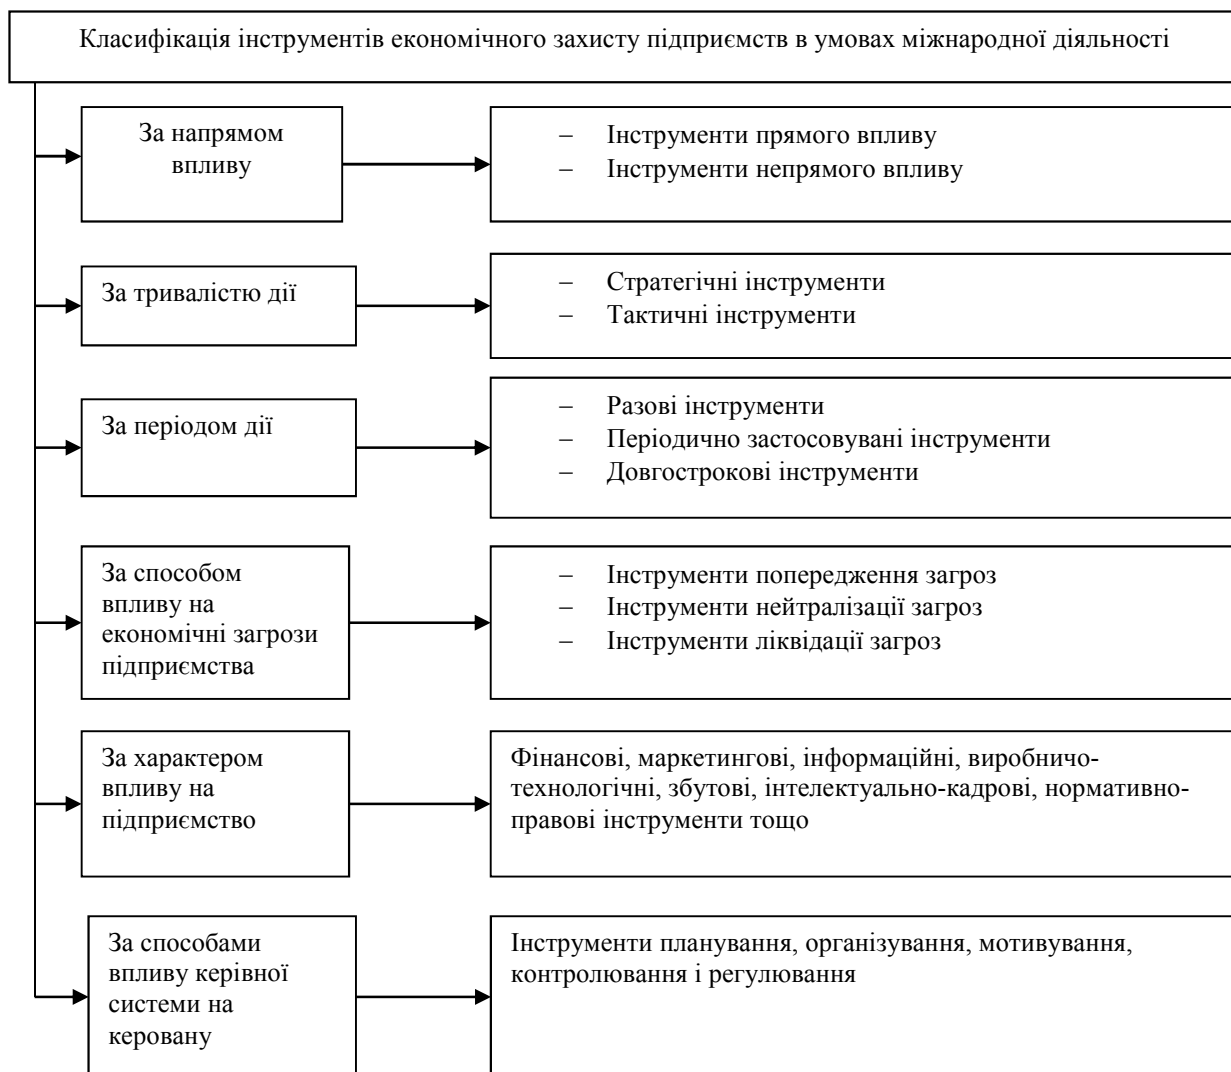 Класифікація інструментів економічного захисту підприємств в умовах міжнародної діяльності
За напрямом
впливу
– Інструменти прямого впливу
– Інструменти непрямого впливу
За тривалістю дії
– Стратегічні інструменти
– Тактичні інструменти
За періодом дії
– Разові інструменти
– Періодично застосовувані інструменти
– Довгострокові інструменти
За способом
впливу на
економічні загрози
підприємства
– Інструменти попередження загроз
– Інструменти нейтралізації загроз
– Інструменти ліквідації загроз
За характером
впливу на
підприємство
Фінансові, маркетингові, інформаційні, виробничо-
технологічні, збутові, інтелектуально-кадрові, нормативно-
правові інструменти тощо
За способами
впливу керівної
системи на
керовану
Інструменти планування, організування, мотивування,
контролювання і регулювання